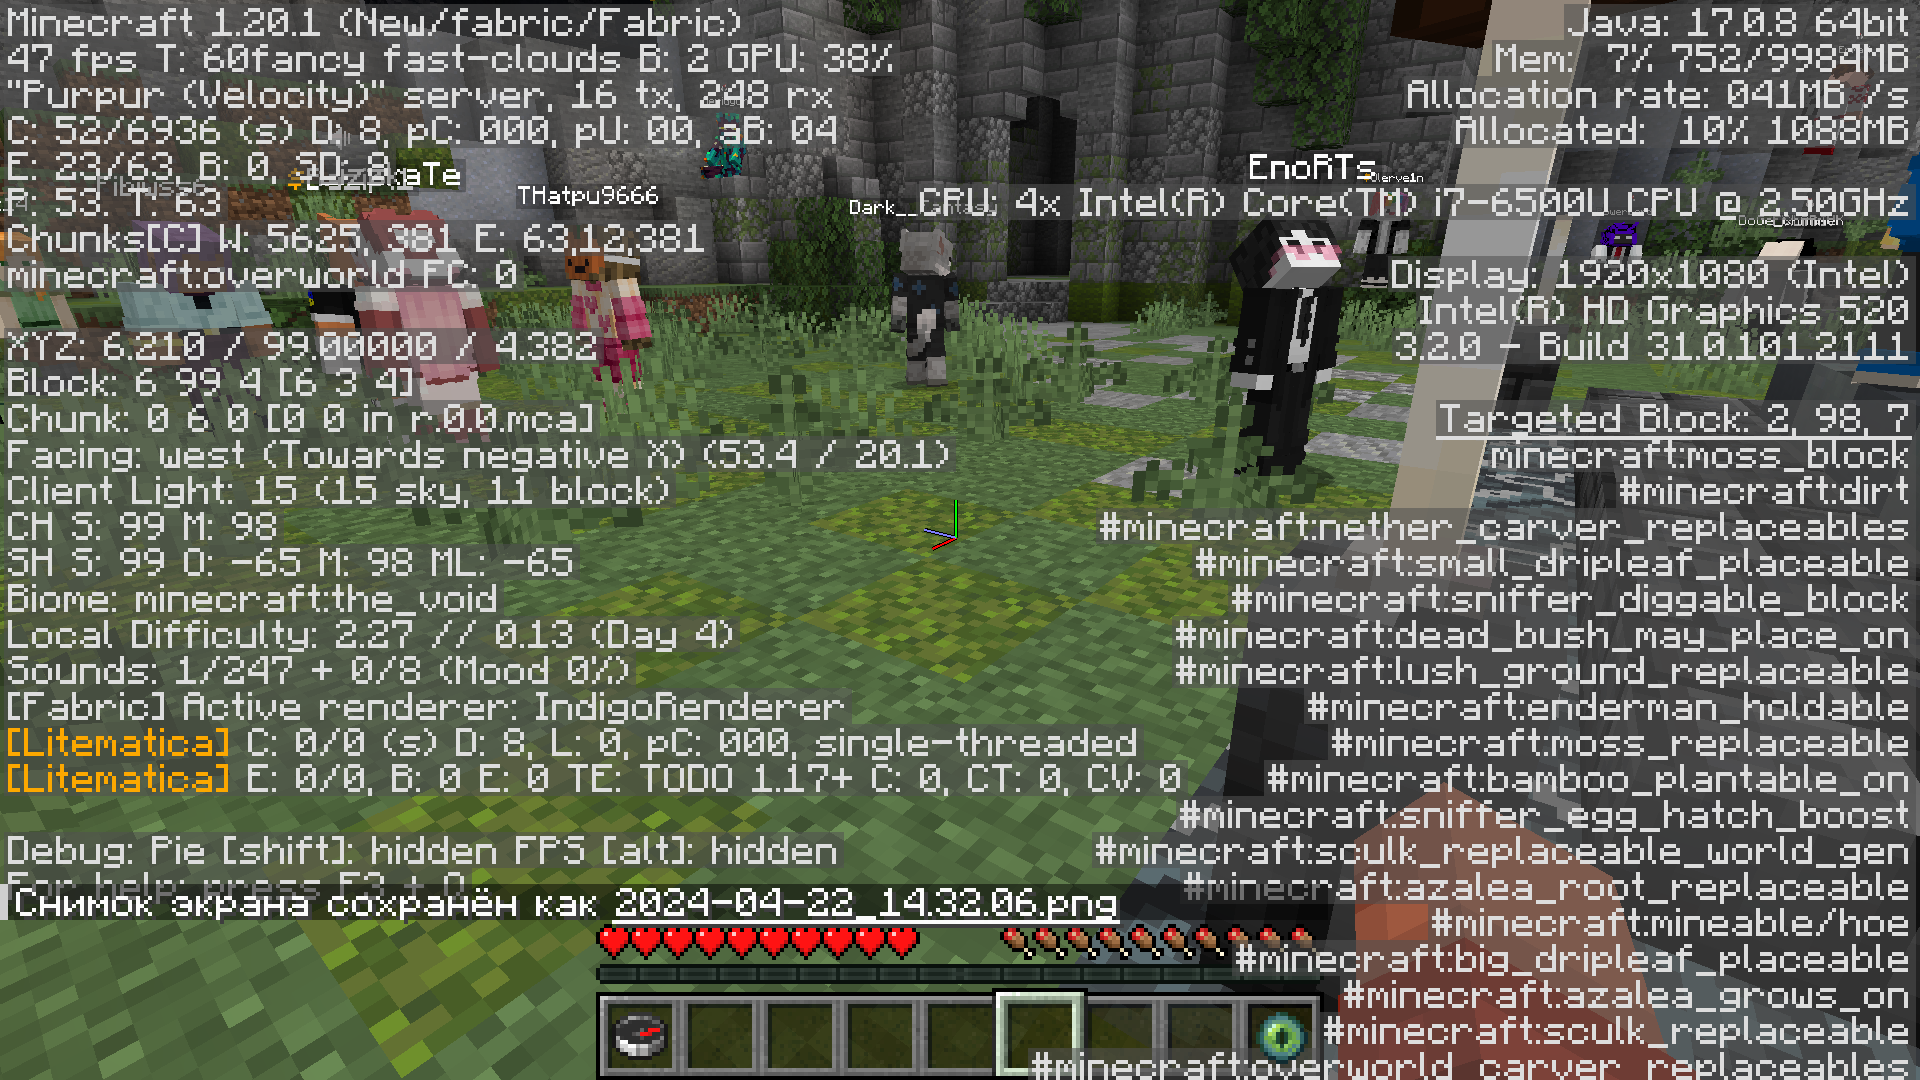 Minecraft 1.20.1 (New/fabric/Fabric)
47 fps T: 60fancy fast-clouds B: 2 GPU: 38%
"Purpur (Velocity)" server, 16 tx, 248 rx
C: 52/6936 (s) D: 8, pC: 000, pU: 00, aB: 04
E: 23/63, B: 0, SD: 8
P: 53. T: 63
Chunks[C] W: 5625, 381 E: 63,12,381
minecraft:overworld FC: 0
XYZ: 6.210 / 99.00000 / 4.382
Block: 6 99 4 [6 3 4]
Chunk: 0 6 0 [0 0 in r.0.0.mca]
Facing: west (Towards negative X) (53.4 / 20.1)
Client Light: 15 (15 sky, 11 block)
CH S: 99 M: 98
SH S: 99 O: -65 M: 98 ML: -65
Biome: minecraft:the_void
Local Difficulty: 2.27 // 0.13 (Day 4)
Sounds: 1/247 + 0/8 (Mood 0%)
[Fabric] Active renderer: IndigoRenderer
[Litematica] C: 0/0 (s) D: 8, L: 0, pC: 000, single-threaded
[Litematica] E: 0/0, B: 0 E: 0 TE: TODO 1.17+ C: 0, CT: 0, CV: 0
Debug: Pie [shift]: hidden FPS [alt]: hidden
For help: press F3 + Q
Снимок экрана сохранён как 2024-04-22_14.32.06.png
THatpu9666
EnoRTs
Java: 17.0.8 64bit
Mem: 7% 752/9984MB
Allocation rate: 041MB /s
Allocated: 10% 1088MB
CPU: 4x Intel(R) Core(TM) i7-6500U CPU @ 2.50GHz
Display: 1920x1080 (Intel)
Intel(R) HD Graphics 520
3.2.0 - Build 31.0.101.2111
Targeted Block: 2, 98, 7
minecraft:moss_block
#minecraft:dirt
#minecraft:nether_carver_replaceables
#minecraft:small_dripleaf_placeable
#minecraft:sniffer_diggable_block
#minecraft:dead_bush_may_place_on
#minecraft:lush_ground_replaceable
#minecraft:enderman_holdable
#minecraft:moss_replaceable
#minecraft:bamboo_plantable_on
#minecraft:sniffer_egg_hatch_boost
#minecraft:sculk_replaceable_world_gen
#minecraft:azalea_root_replaceable
#minecraft:mineable/hoe
#minecraft:big_dripleaf_placeable
#minecraft:azalea_grows_on
#minecraft:sculk_replaceable
#minecraft:overworld_carver_replaceables